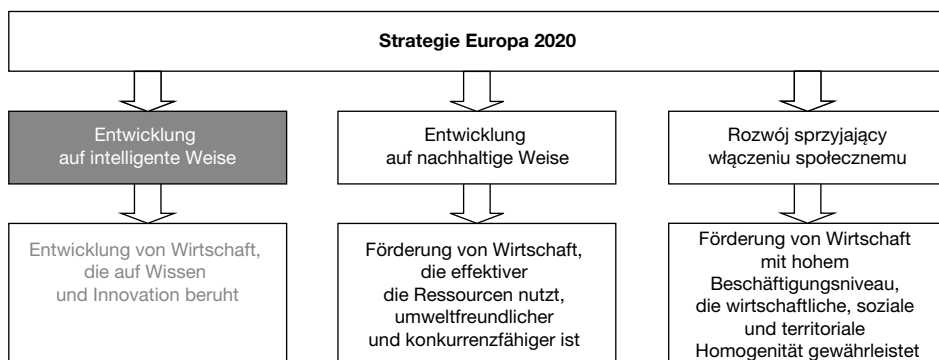 Strategie Europa 2020
Entwicklung
auf intelligente Weise
Entwicklung
auf nachhaltige Weise
Rozwój sprzyjający
włączeniu społecznemu
Entwicklung von Wirtschaft,
die auf Wissen
und Innovation beruht
Förderung von Wirtschaft,
die effektiver
die Ressourcen nutzt,
umweltfreundlicher
und konkurrenzfähiger ist
Förderung von Wirtschaft
mit hohem
Beschäftigungsniveau,
die wirtschaftliche, soziale
und territoriale
Homogenität gewährleistet